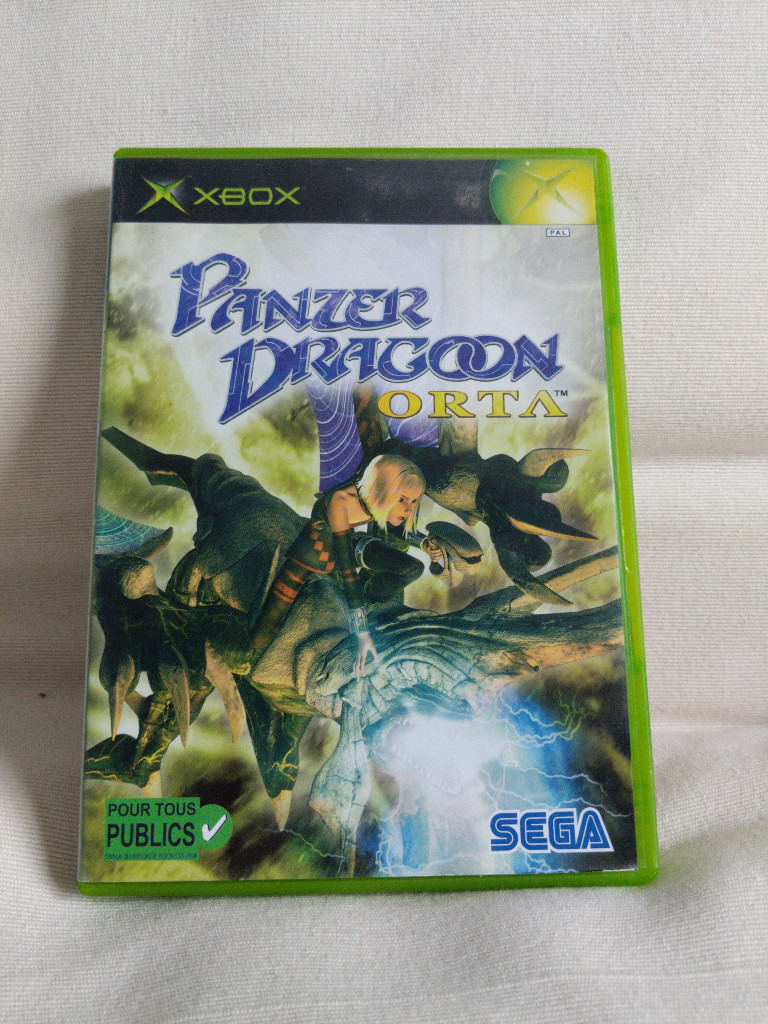 XBOX
PAL
PANZER
DRAGOON
ORTA™
POUR TOUS
PUBLICS
SEGA